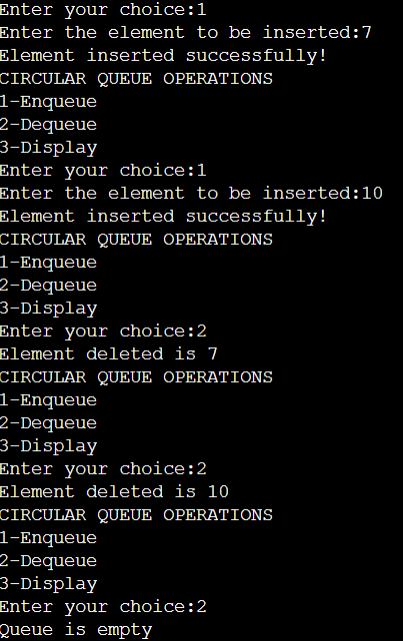 Enter your choice:1
Enter the element to be inserted:7
Element inserted successfully!
CIRCULAR QUEUE OPERATIONS
1-Enqueue
2-Dequeue
3-Display
Enter your choice:1
Enter the element to be inserted:10
Element inserted successfully!
CIRCULAR QUEUE OPERATIONS
1-Enqueue
2-Dequeue
3-Display
Enter your choice:2
Element deleted is 7
CIRCULAR QUEUE OPERATIONS
1-Enqueue
2-Dequeue
3-Display
Enter your choice:2
Element deleted is 10
CIRCULAR QUEUE OPERATIONS
1-Enqueue
2-Dequeue
3-Display
Enter your choice:2
Queue is empty